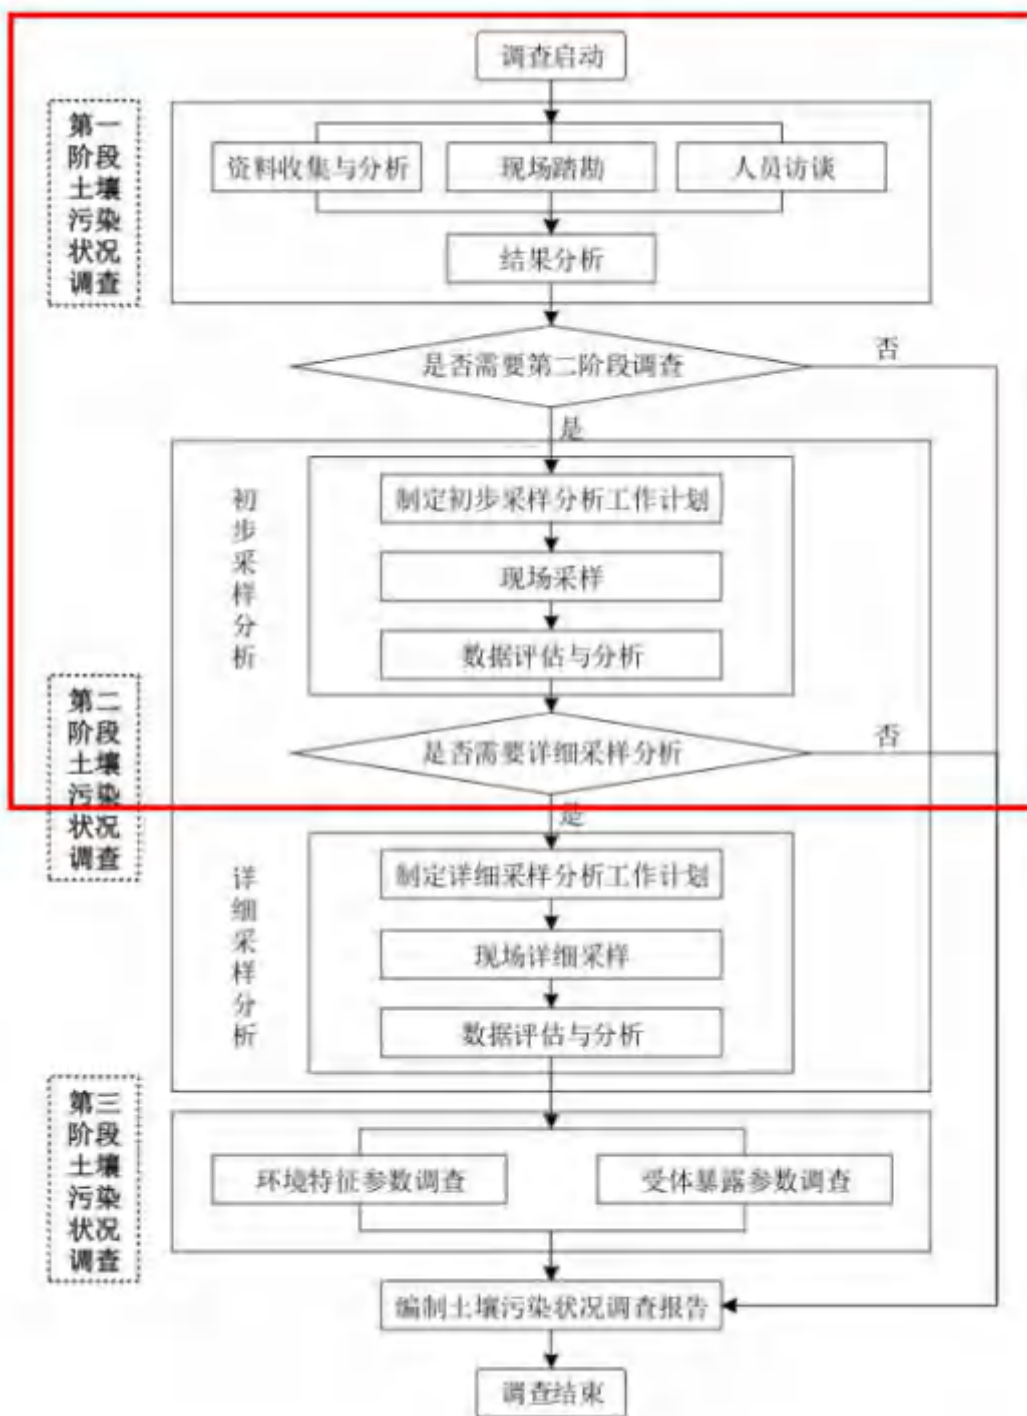 调查启动
第一
阶段
土壤
污染
状况
调查
资料收集与分析
现场踏勘
人员访谈
结果分析
是否需要第二阶段调查
否
是
初
步
采
样
分
析
制定初步采样分析工作计划
现场采样
数据评估与分析
第二
阶段
土壤
污染
状况
调查
是否需要详细采样分析
否
是
详
细
采
样
分
析
制定详细采样分析工作计划
现场详细采样
数据评估与分析
第三
阶段
土壤
污染
状况
调查
环境特征参数调查
受体暴露参数调查
编制土壤污染状况调查报告
调查结束